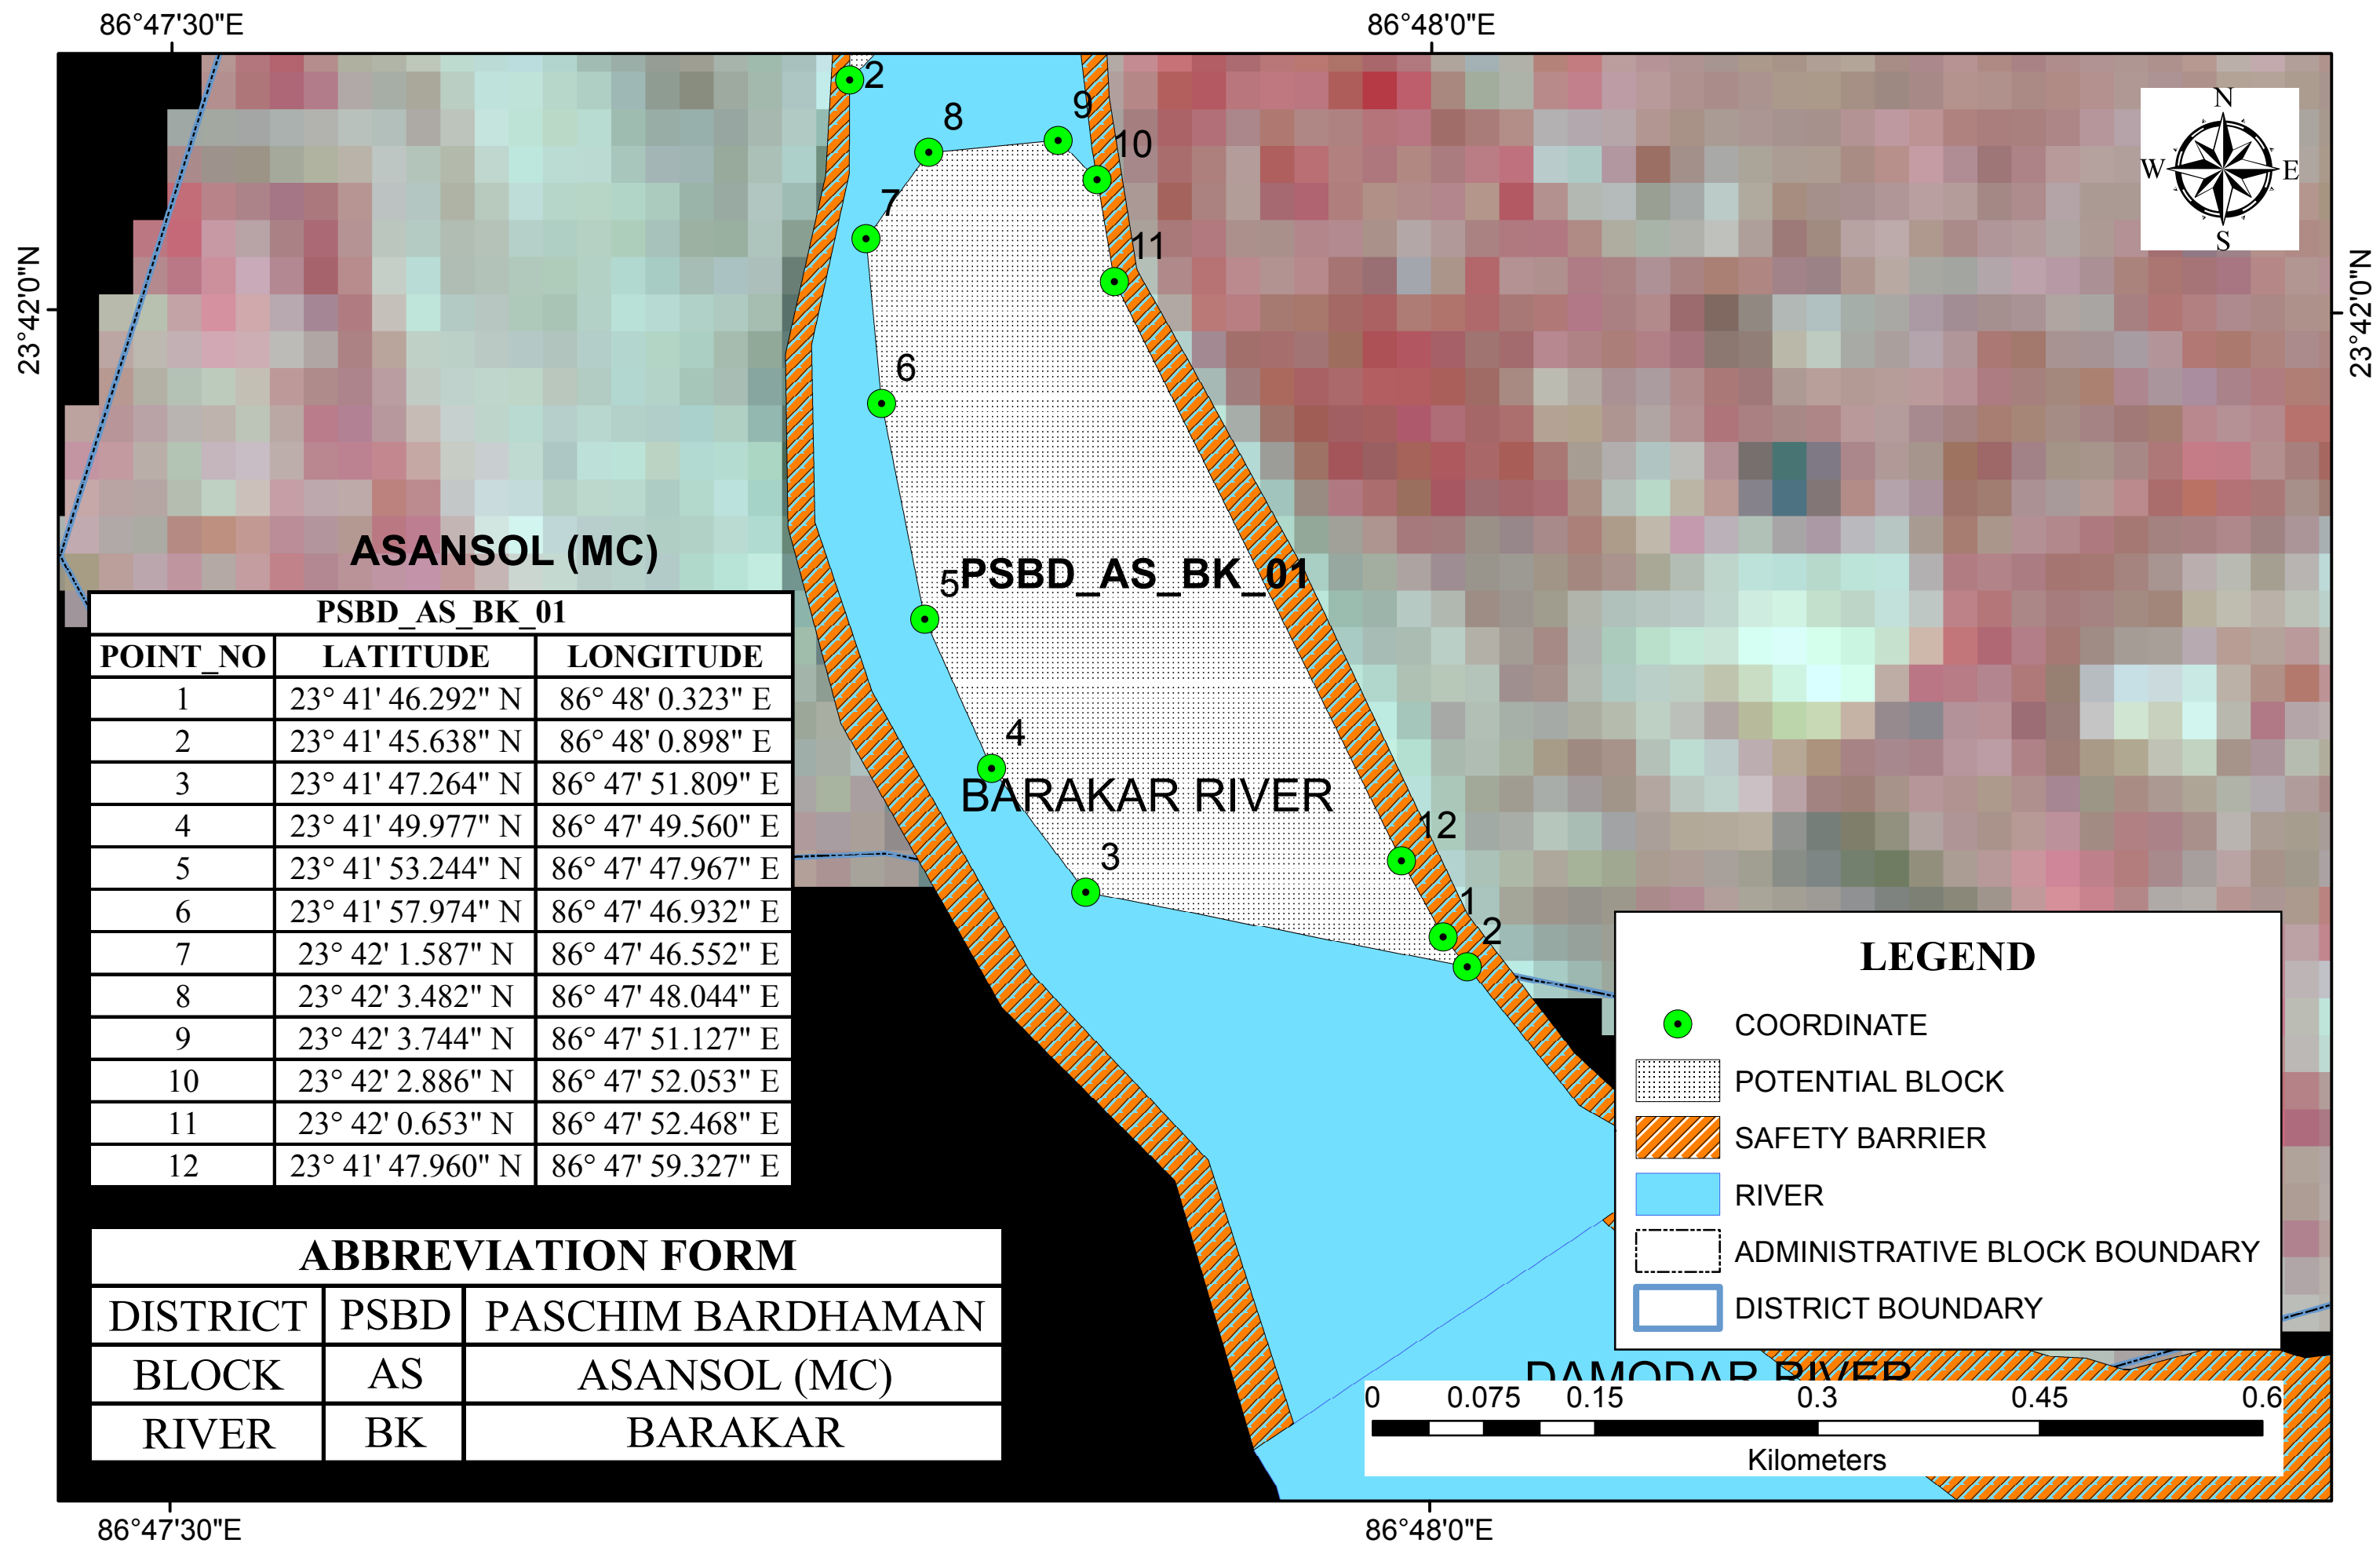 86°47'30"E 86°48'0"E
23°42'0"N
23°42'0"N
N
W E
S
2
8
9
10
7
11
6
5
4
3
12
1
2
ASANSOL (MC)
PSBD_AS_BK_01
BARAKAR RIVER
DAMODAR RIVER
PSBD_AS_BK_01
POINT_NO LATITUDE LONGITUDE
1 23° 41' 46.292" N 86° 48' 0.323" E
2 23° 41' 45.638" N 86° 48' 0.898" E
3 23° 41' 47.264" N 86° 47' 51.809" E
4 23° 41' 49.977" N 86° 47' 49.560" E
5 23° 41' 53.244" N 86° 47' 47.967" E
6 23° 41' 57.974" N 86° 47' 46.932" E
7 23° 42' 1.587" N 86° 47' 46.552" E
8 23° 42' 3.482" N 86° 47' 48.044" E
9 23° 42' 3.744" N 86° 47' 51.127" E
10 23° 42' 2.886" N 86° 47' 52.053" E
11 23° 42' 0.653" N 86° 47' 52.468" E
12 23° 41' 47.960" N 86° 47' 59.327" E
ABBREVIATION FORM
DISTRICT PSBD PASCHIM BARDHAMAN
BLOCK AS ASANSOL (MC)
RIVER BK BARAKAR
LEGEND
COORDINATE
POTENTIAL BLOCK
SAFETY BARRIER
RIVER
ADMINISTRATIVE BLOCK BOUNDARY
DISTRICT BOUNDARY
0 0.075 0.15 0.3 0.45 0.6
Kilometers
86°47'30"E 86°48'0"E